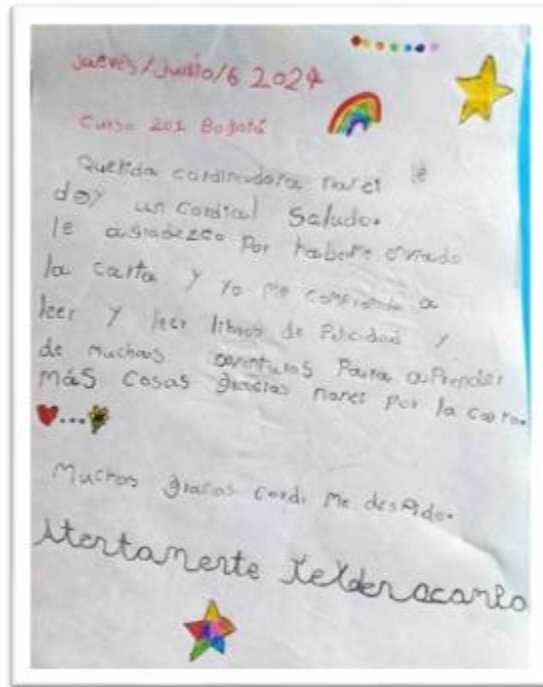 jueves/junio/6 2024
Curso 201 Bogotá
Querida cordinadora narei le
doy un cordial saludo.
le agradezco por haberme enviado
la carta y yo me comprometo a
leer y leer libros de felicidad y
de muchas aventuras para aprender
más cosas gracias narei por la carta.
Muchas gracias cordi me despido.
Atentamente